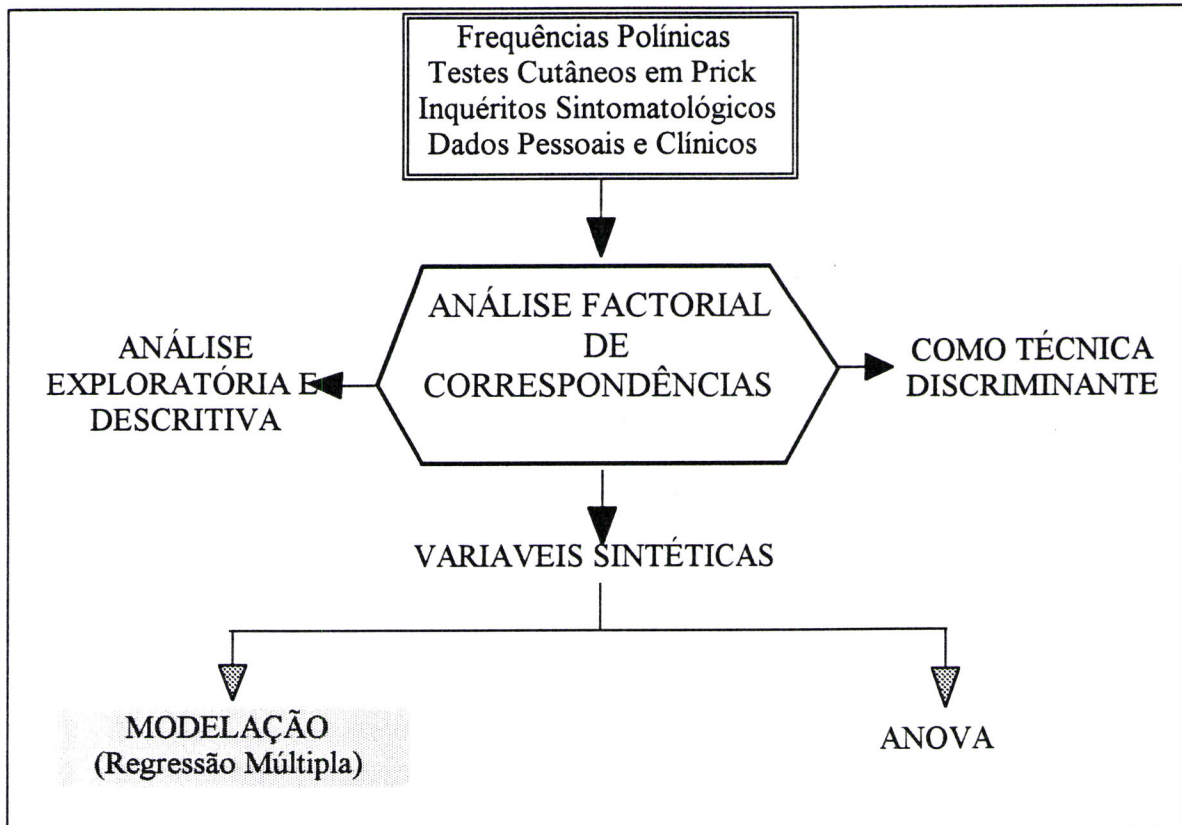 Frequências Polínicas
Testes Cutâneos em Prick
Inquéritos Sintomatológicos
Dados Pessoais e Clínicos
ANÁLISE FACTORIAL
DE
CORRESPONDÊNCIAS
ANÁLISE
EXPLORATÓRIA E
DESCRITIVA
COMO TÉCNICA
DISCRIMINANTE
VARIAVEIS SINTÉTICAS
MODELAÇÃO
(Regressão Múltipla)
ANOVA